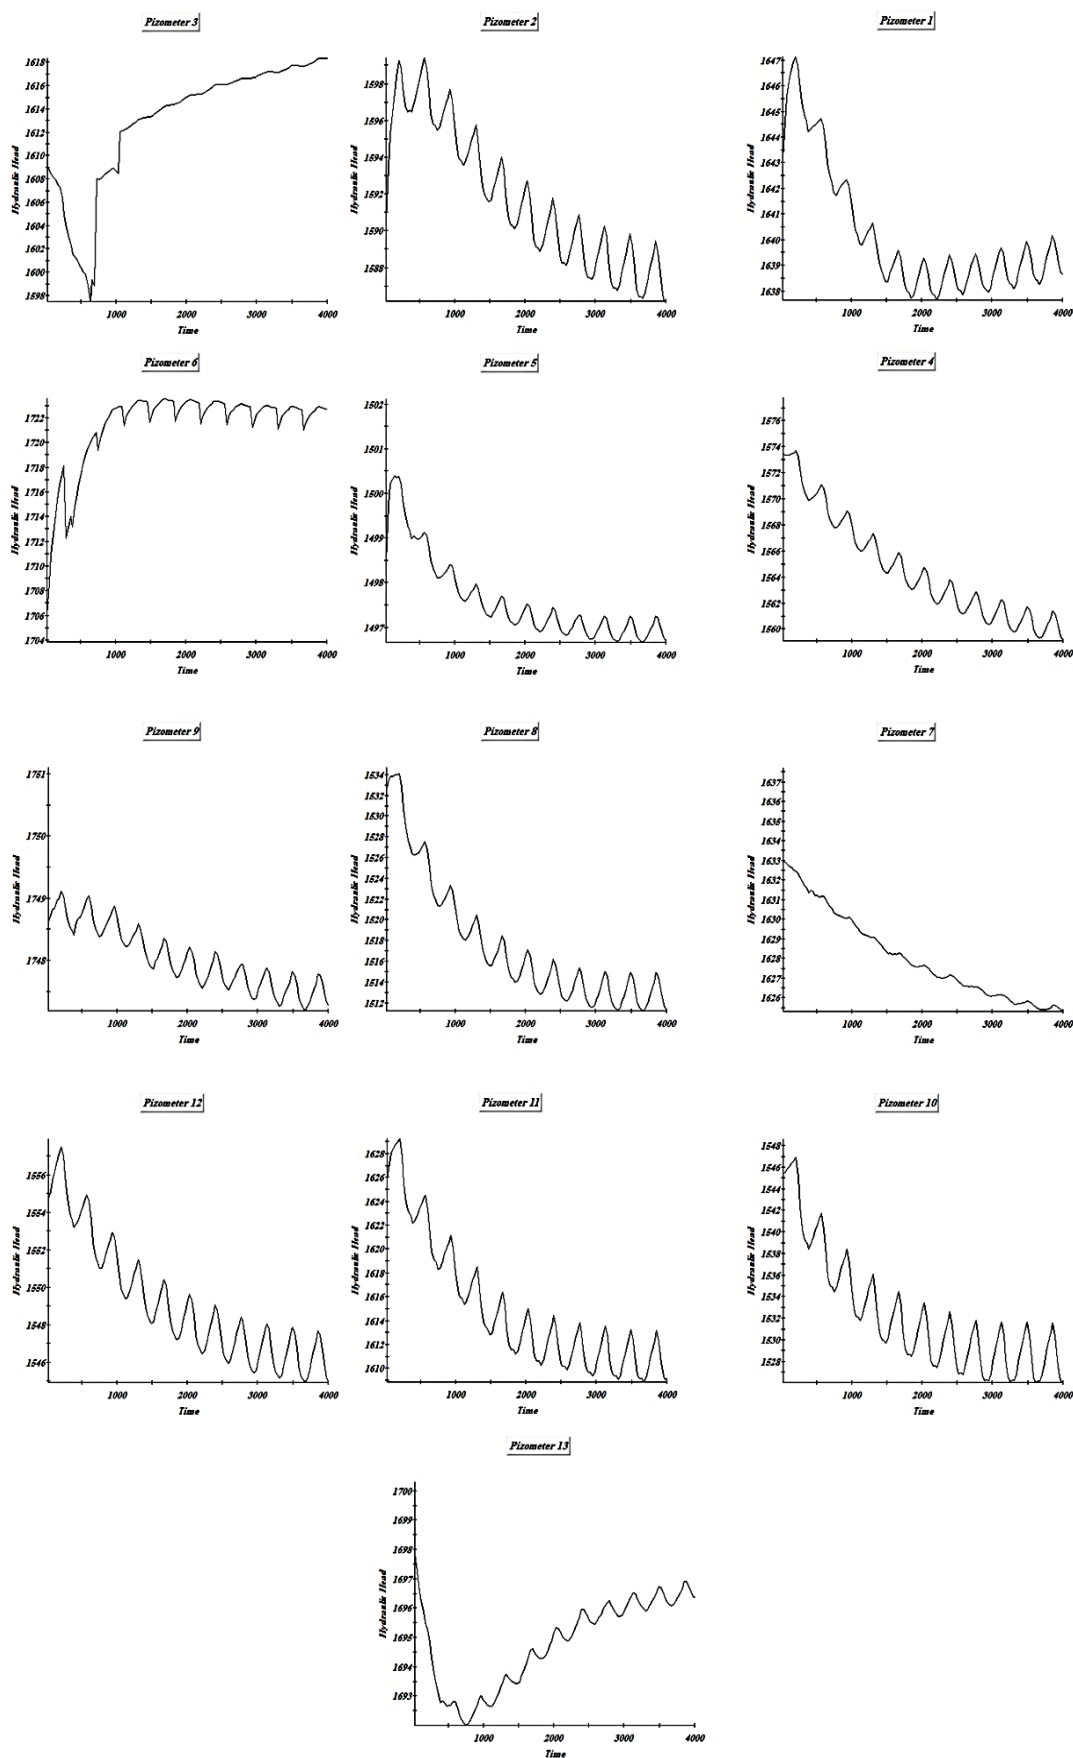 Pizometer 3
1618
1616
1614
1612
1610
1608
1606
1604
1602
1600
1598
Hydraulic Head
1000 2000 3000 4000
Time
Pizometer 2
1598
1596
1594
1592
1590
1588
Hydraulic Head
1000 2000 3000 4000
Time
Pizometer 1
1647
1646
1645
1644
1643
1642
1641
1640
1639
1638
Hydraulic Head
1000 2000 3000 4000
Time
Pizometer 6
1722
1720
1718
1716
1714
1712
1710
1708
1706
1704
Hydraulic Head
1000 2000 3000 4000
Time
Pizometer 5
1502
1501
1500
1499
1498
1497
Hydraulic Head
1000 2000 3000 4000
Time
Pizometer 4
1576
1574
1572
1570
1568
1566
1564
1562
1560
Hydraulic Head
1000 2000 3000 4000
Time
Pizometer 9
1751
1750
1749
1748
Hydraulic Head
1000 2000 3000 4000
Time
Pizometer 8
1534
1532
1530
1528
1526
1524
1522
1520
1518
1516
1514
1512
Hydraulic Head
1000 2000 3000 4000
Time
Pizometer 7
1637
1636
1635
1634
1633
1632
1631
1630
1629
1628
1627
1626
Hydraulic Head
1000 2000 3000 4000
Time
Pizometer 12
1556
1554
1552
1550
1548
1546
Hydraulic Head
1000 2000 3000 4000
Time
Pizometer 11
1628
1626
1624
1622
1620
1618
1616
1614
1612
1610
Hydraulic Head
1000 2000 3000 4000
Time
Pizometer 10
1548
1546
1544
1542
1540
1538
1536
1534
1532
1530
1528
Hydraulic Head
1000 2000 3000 4000
Time
Pizometer 13
1700
1699
1698
1697
1696
1695
1694
1693
Hydraulic Head
1000 2000 3000 4000
Time